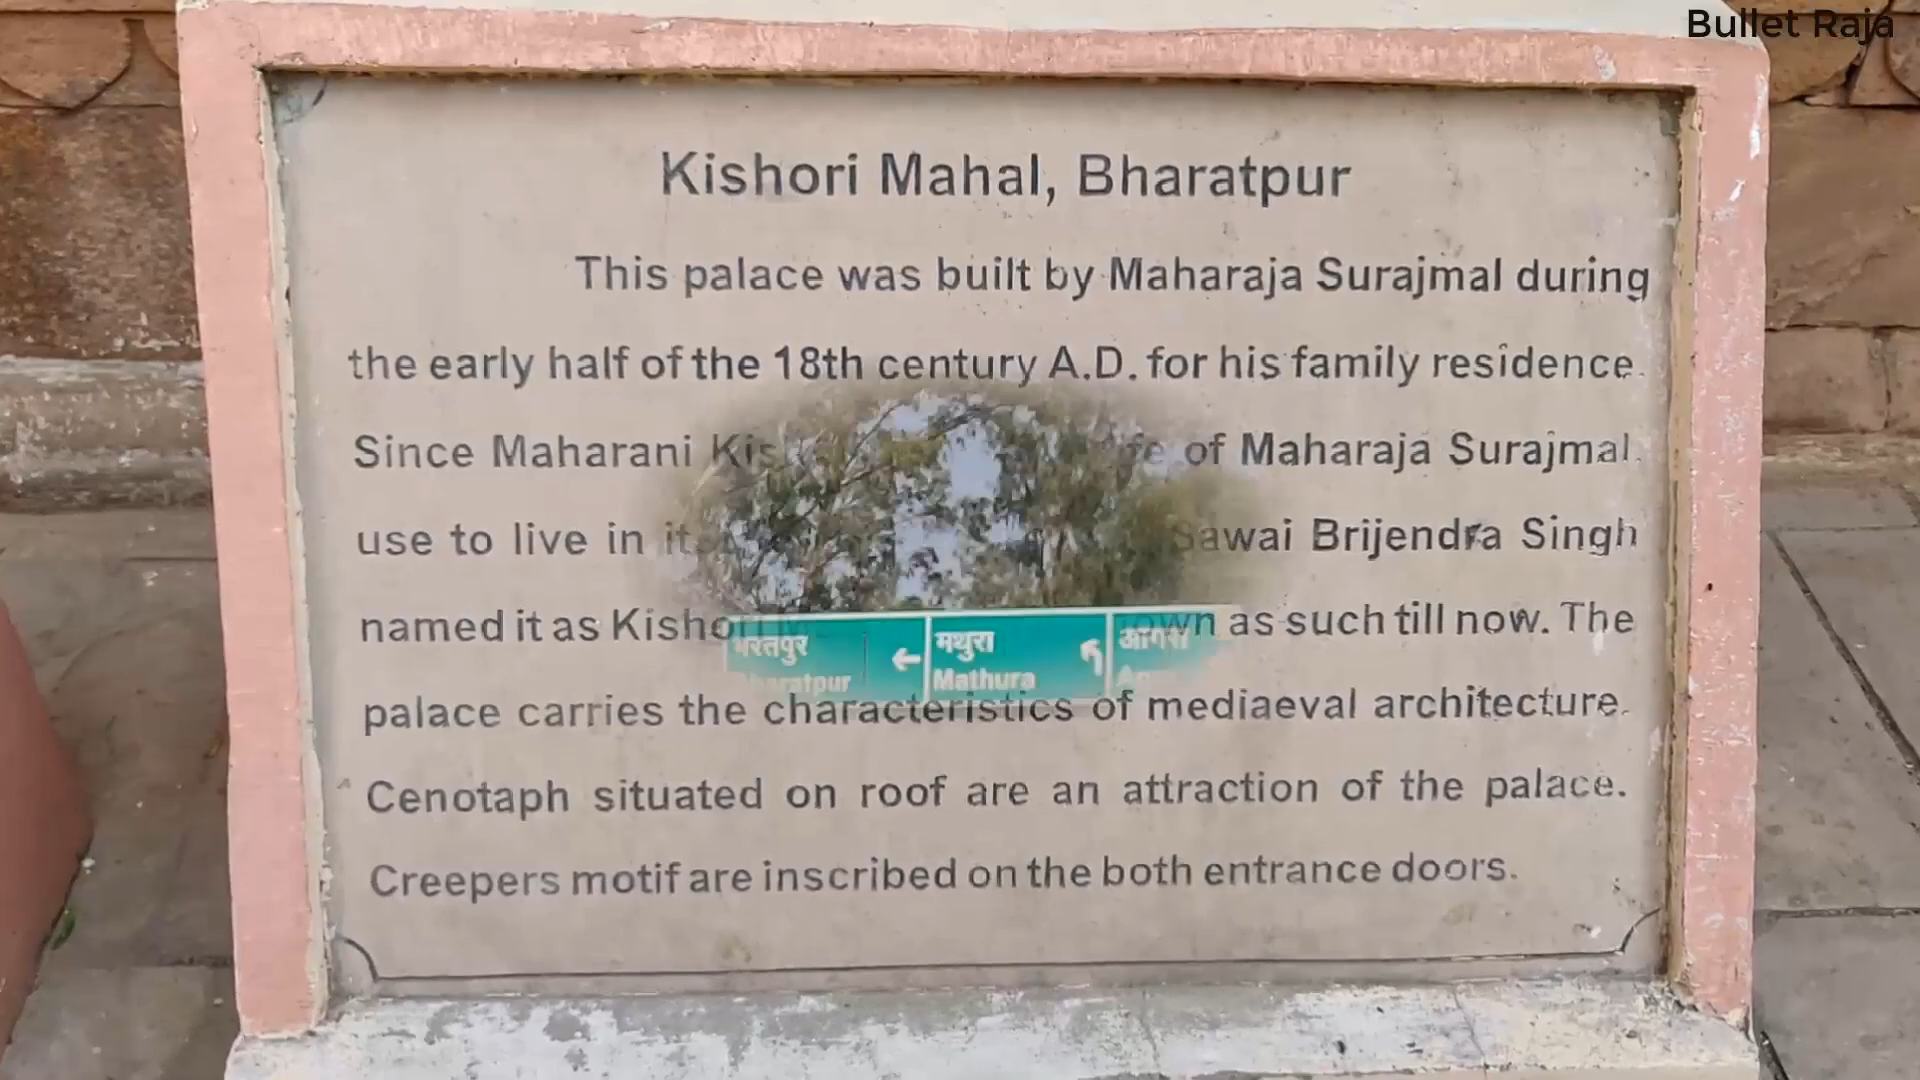 Bullet Raja
Kishori Mahal, Bharatpur
This palace was built by Maharaja Surajmal during
the early half of the 18th century A.D. for his family residence.
Since Maharani of Maharaja Surajmal.
use to live in it Sawai Brijendra Singh
named it as as such till now. The
भरतपुर
मथुरा
आगरा
Bharatpur
Mathura
palace carries the characteristics of mediaeval architecture.
Cenotaph situated on roof are an attraction of the palace.
Creepers motif are inscribed on the both entrance doors.